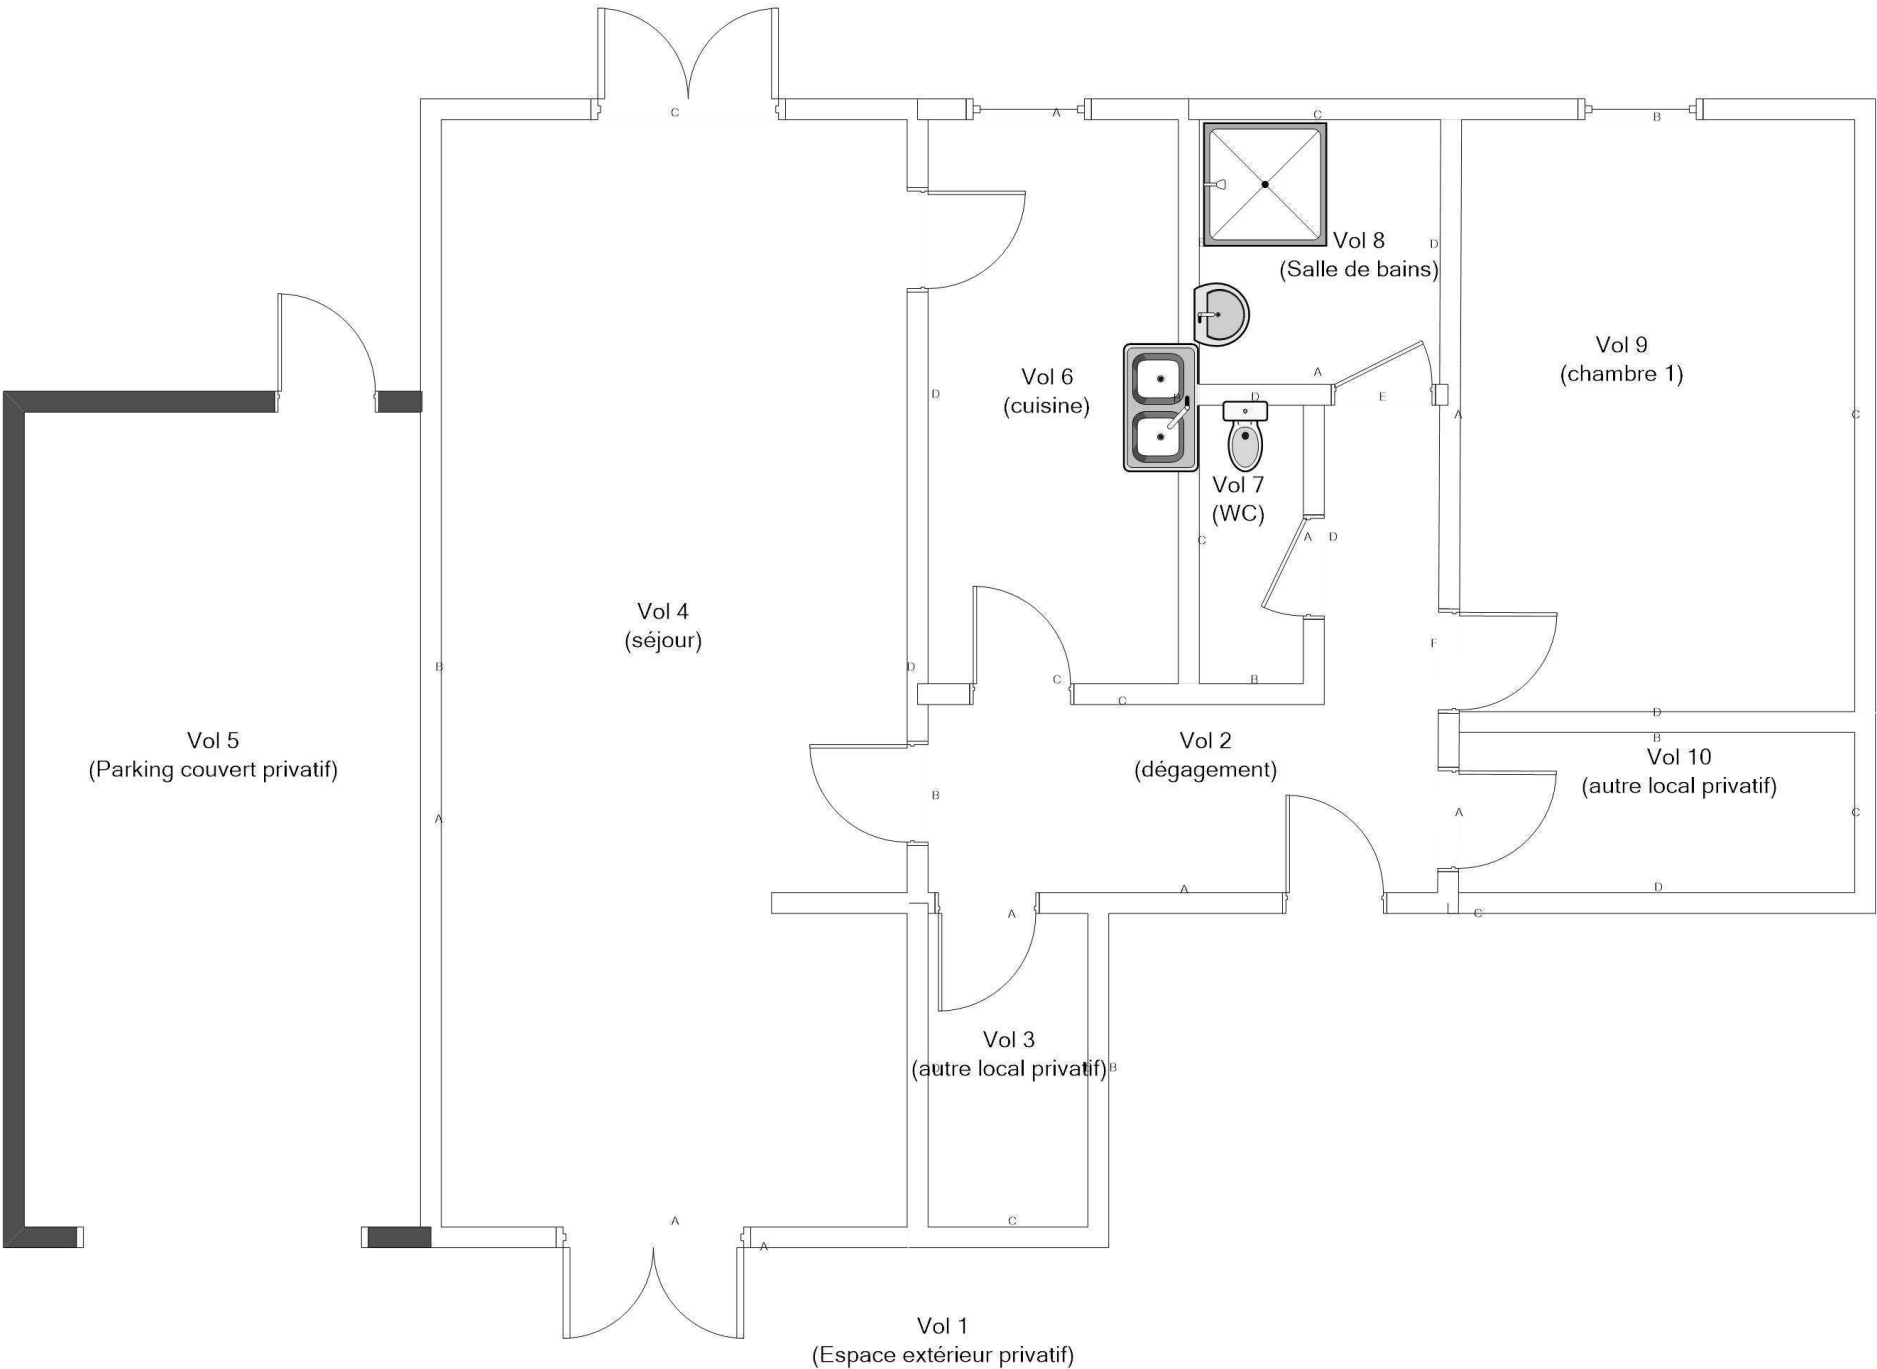 C
A
C
B
Vol 8
(Salle de bains)
D
Vol 9
(chambre 1)
Vol 6
(cuisine)
A
D
D
E
A
C
Vol 7
(WC)
C
A
D
Vol 4
(séjour)
F
B
D
C
B
C
D
B
Vol 5
(Parking couvert privatif)
Vol 2
(dégagement)
Vol 10
(autre local privatif)
B
A
A
C
A
D
A
C
Vol 3
(autre local privatif)
B
A
C
A
Vol 1
(Espace extérieur privatif)